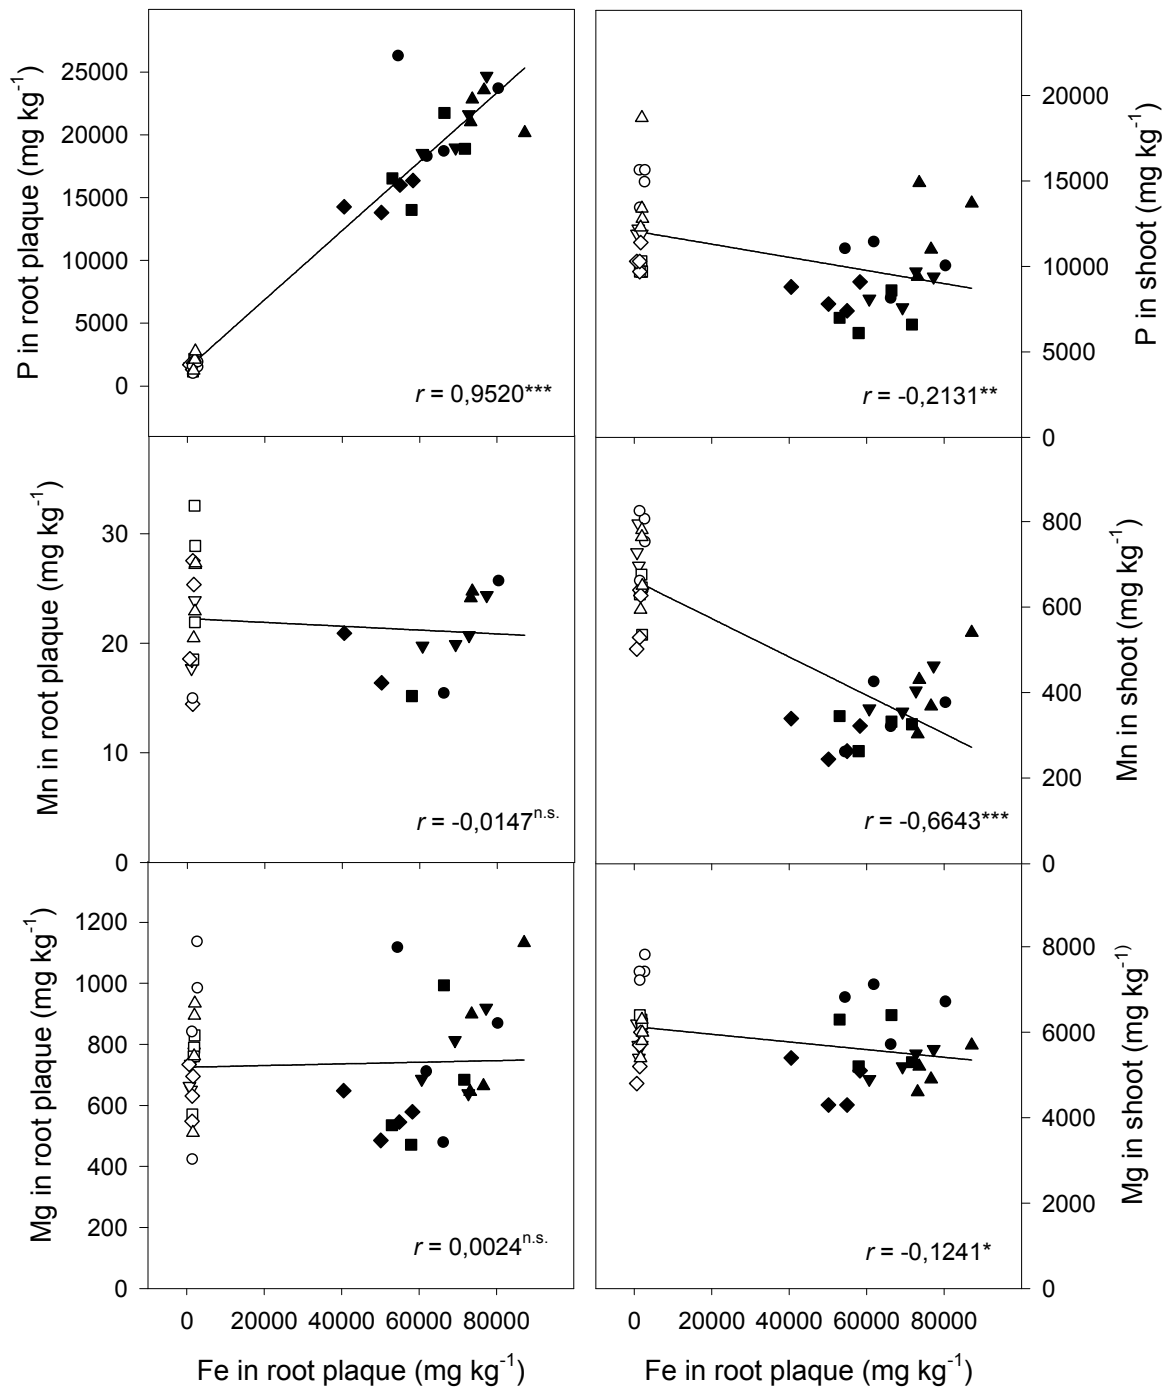 P in root plaque (mg kg⁻¹)
25000
20000
15000
10000
5000
0
r = 0,9520***
20000
15000
10000
5000
0
P in shoot (mg kg⁻¹)
r = -0,2131**
Mn in root plaque (mg kg⁻¹)
30
20
10
0
r = -0,0147ⁿ·ˢ·
800
600
400
200
0
Mn in shoot (mg kg⁻¹)
r = -0,6643***
Mg in root plaque (mg kg⁻¹)
1200
1000
800
600
400
200
0
r = 0,0024ⁿ·ˢ·
8000
6000
4000
2000
0
Mg in shoot (mg kg⁻¹⁾
r = -0,1241*
0 20000 40000 60000 80000
0 20000 40000 60000 80000
Fe in root plaque (mg kg⁻¹)
Fe in root plaque (mg kg⁻¹)